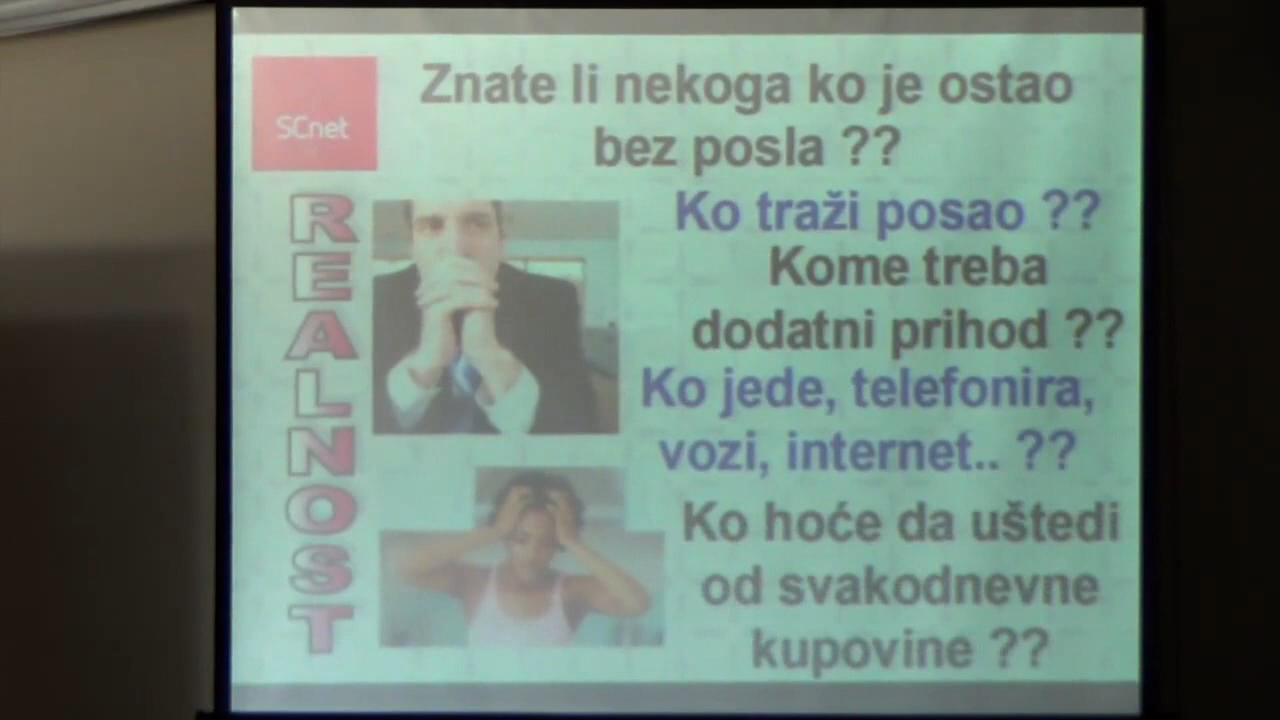 SCnet
Znate li nekoga ko je ostao
bez posla ??
REALNOST
Ko traži posao ??
Kome treba
dodatni prihod ??
Ko jede, telefonira,
vozi, internet.. ??
Ko hoće da uštedi
od svakodnevne
kupovine ??